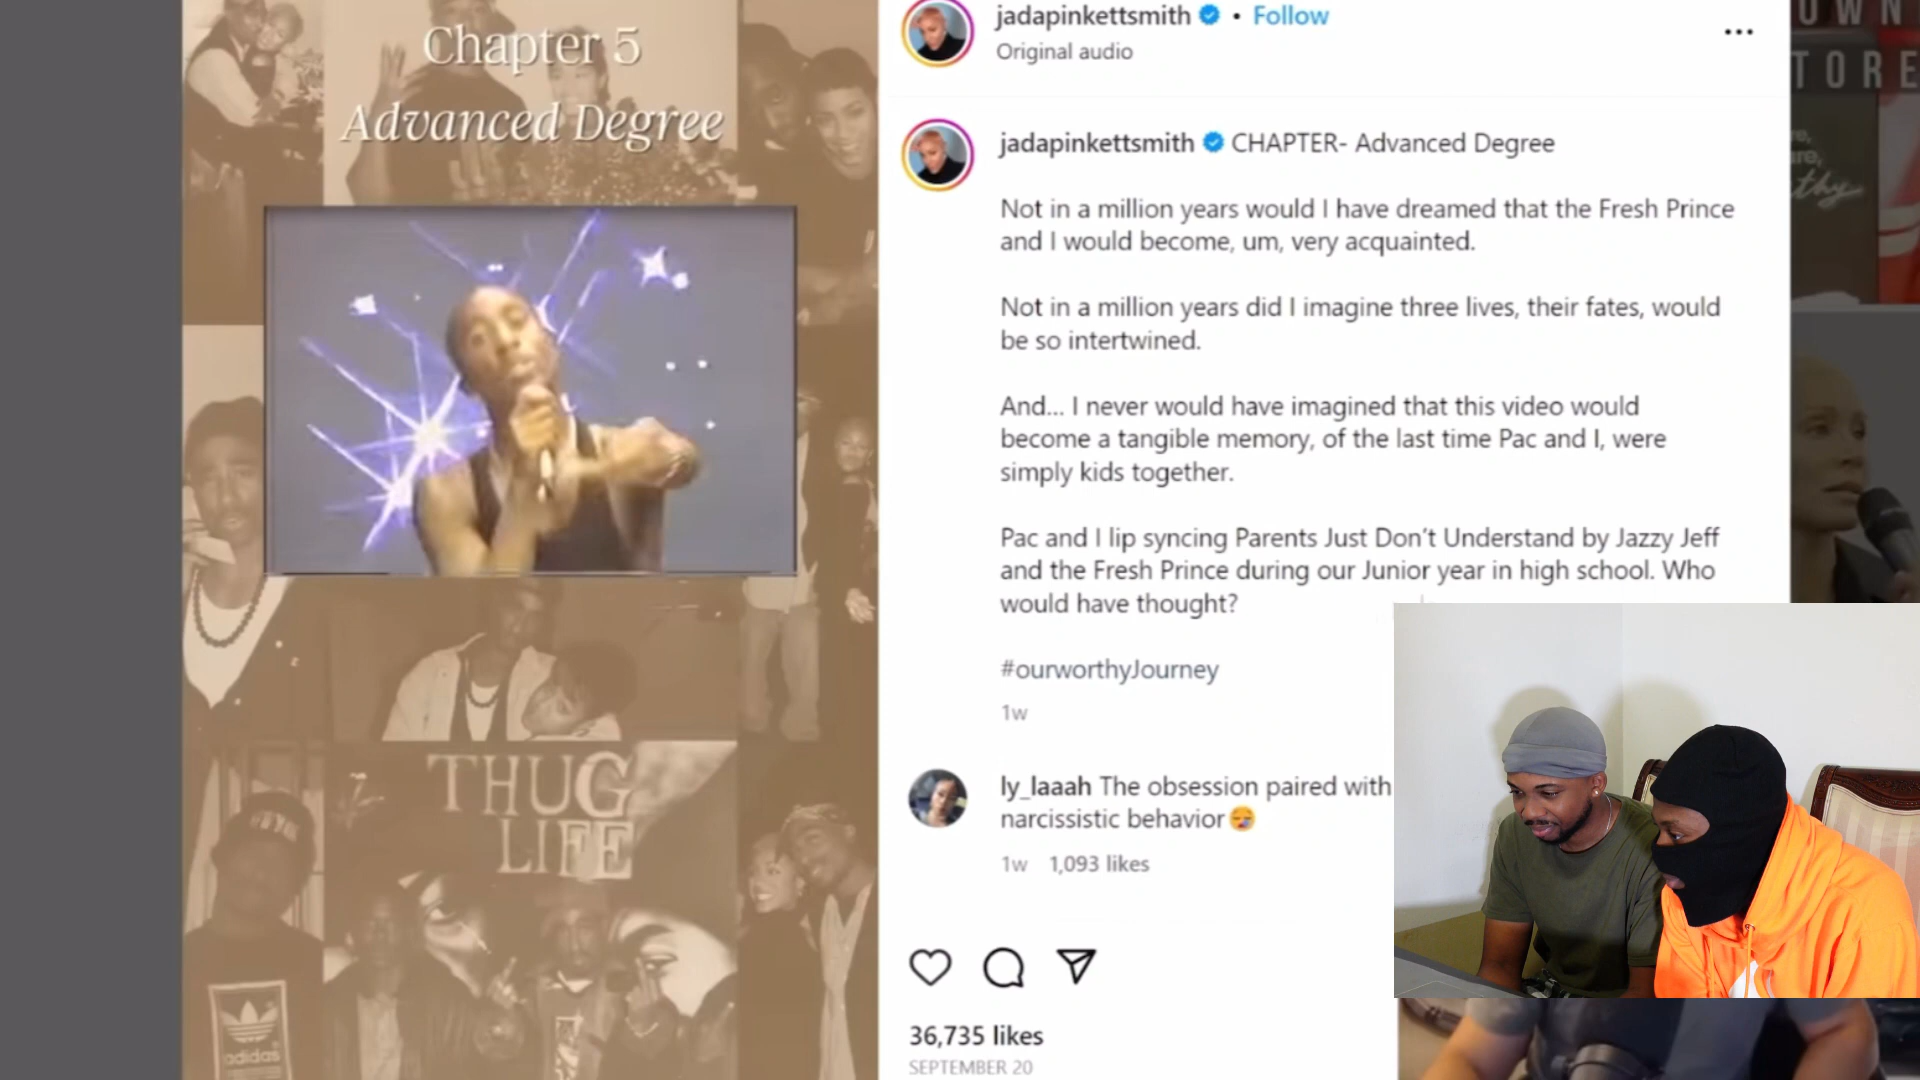 Chapter 5
Advanced Degree
THUG
LIFE
adidas
jadapinkettsmith • Follow
Original audio
jadapinkettsmith CHAPTER- Advanced Degree
Not in a million years would I have dreamed that the Fresh Prince
and I would become, um, very acquainted.
Not in a million years did I imagine three lives, their fates, would
be so intertwined.
And... I never would have imagined that this video would
become a tangible memory, of the last time Pac and I, were
simply kids together.
Pac and I lip syncing Parents Just Don't Understand by Jazzy Jeff
and the Fresh Prince during our Junior year in high school. Who
would have thought?
#ourworthyJourney
1w
ly_laaah The obsession paired with
narcissistic behavior
1w 1,093 likes
36,735 likes
SEPTEMBER 20
OWN
TORE